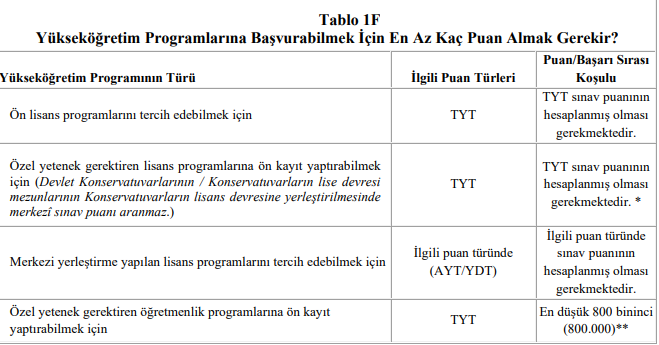 Tablo 1F
Yükseköğretim Programlarına Başvurabilmek İçin En Az Kaç Puan Almak Gerekir?
Yükseköğretim Programının Türü
İlgili Puan Türleri
Puan/Başarı Sırası
Koşulu
Ön lisans programlarını tercih edebilmek için
TYT
TYT sınav puanının
hesaplanmış olması
gerekmektedir.
Özel yetenek gerektiren lisans programlarına ön kayıt yaptırabilmek
için (Devlet Konservatuvarlarının / Konservatuvarların lise devresi
mezunlarının Konservatuvarların lisans devresine yerleştirilmesinde
merkezî sınav puanı aranmaz.)
TYT
TYT sınav puanının
hesaplanmış olması
gerekmektedir. *
Merkezi yerleştirme yapılan lisans programlarını tercih edebilmek için
İlgili puan türünde
(AYT/YDT)
İlgili puan türünde
sınav puanının
hesaplanmış olması
gerekmektedir.
Özel yetenek gerektiren öğretmenlik programlarına ön kayıt
yaptırabilmek için
TYT
En düşük 800 bininci
(800.000)**